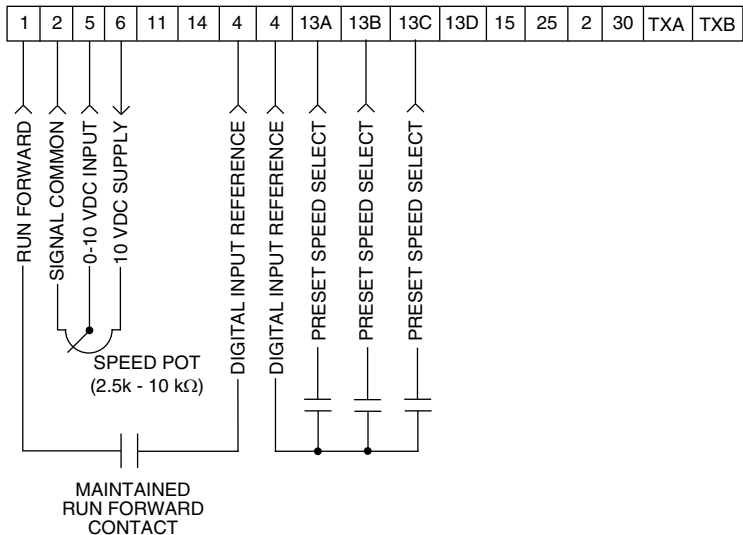 1 2 5 6 11 14 4 4 13A 13B 13C 13D 15 25 2 30 TXA TXB
RUN FORWARD
SIGNAL COMMON
0-10 VDC INPUT
10 VDC SUPPLY
DIGITAL INPUT REFERENCE
DIGITAL INPUT REFERENCE
PRESET SPEED SELECT
PRESET SPEED SELECT
PRESET SPEED SELECT
SPEED POT
(2.5k - 10 kΩ)
MAINTAINED
RUN FORWARD
CONTACT